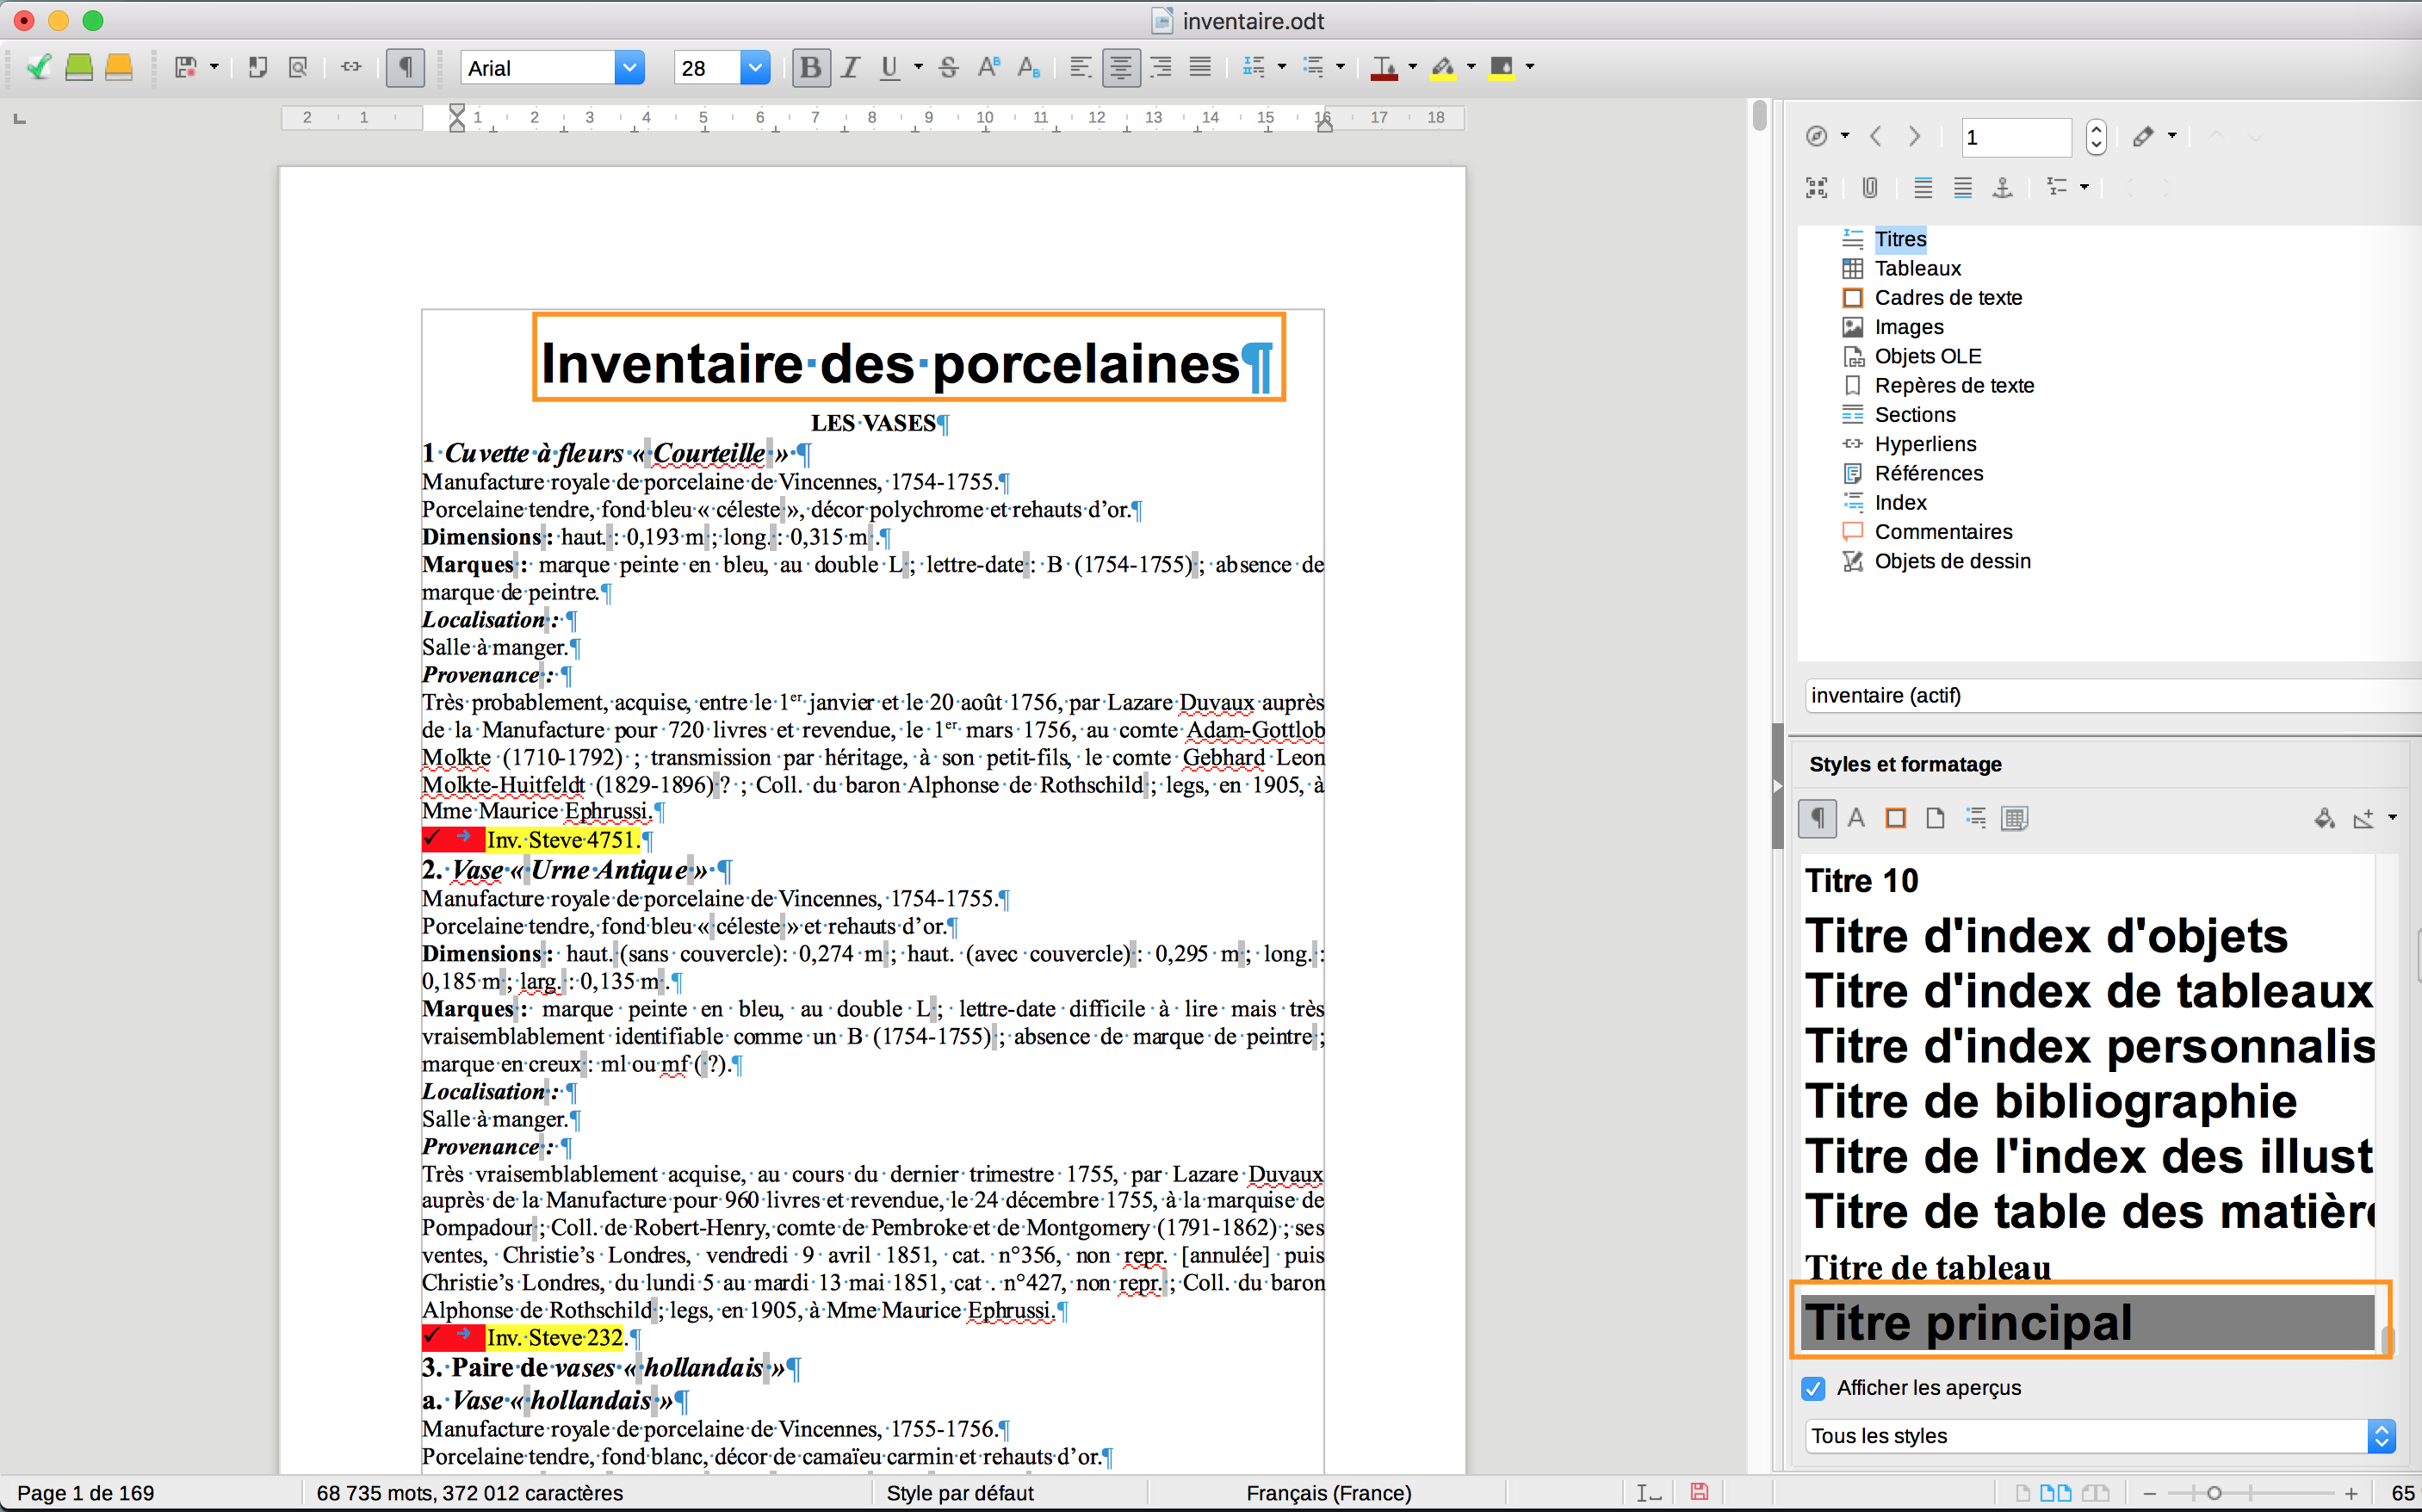 inventaire.odt
Arial
28
2 1 1 2 3 4 5 6 7 8 9 10 11 12 13 14 15 16 17 18
Inventaire des porcelaines¶
LES VASES¶
1 Cuvette à fleurs « Courteille » ¶
Manufacture royale de porcelaine de Vincennes, 1754-1755.¶
Porcelaine tendre, fond bleu « céleste », décor polychrome et rehauts d’or.¶
Dimensions : haut. : 0,193 m ; long. : 0,315 m .¶
Marques : marque peinte en bleu, au double L ; lettre-date : B (1754-1755) ; absence de
marque de peintre.¶
Localisation : ¶
Salle à manger.¶
Provenance : ¶
Très probablement, acquise, entre le 1er janvier et le 20 août 1756, par Lazare Duvaux auprès
de la Manufacture pour 720 livres et revendue, le 1er mars 1756, au comte Adam-Gottlob
Molkte (1710-1792) ; transmission par héritage, à son petit-fils, le comte Gebhard Leon
Molkte-Huitfeldt (1829-1896) ? ; Coll. du baron Alphonse de Rothschild ; legs, en 1905, à
Mme Maurice Ephrussi.¶
✓ → Inv. Steve 4751.¶
2. Vase « Urne Antique » ¶
Manufacture royale de porcelaine de Vincennes, 1754-1755.¶
Porcelaine tendre, fond bleu « céleste » et rehauts d’or.¶
Dimensions : haut. (sans couvercle): 0,274 m ; haut. (avec couvercle) : 0,295 m ; long. :
0,185 m ; larg. : 0,135 m .¶
Marques : marque peinte en bleu, au double L ; lettre-date difficile à lire mais très
vraisemblablement identifiable comme un B (1754-1755) ; absence de marque de peintre ;
marque en creux : ml ou mf ( ?).¶
Localisation : ¶
Salle à manger.¶
Provenance : ¶
Très vraisemblablement acquise, au cours du dernier trimestre 1755, par Lazare Duvaux
auprès de la Manufacture pour 960 livres et revendue, le 24 décembre 1755, à la marquise de
Pompadour ; Coll. de Robert-Henry, comte de Pembroke et de Montgomery (1791-1862) ; ses
ventes, Christie’s Londres, vendredi 9 avril 1851, cat. n°356, non repr. [annulée] puis
Christie’s Londres, du lundi 5 au mardi 13 mai 1851, cat . n°427, non repr. ; Coll. du baron
Alphonse de Rothschild ; legs, en 1905, à Mme Maurice Ephrussi.¶
✓ → Inv. Steve 232.¶
3. Paire de vases « hollandais »¶
a. Vase « hollandais »¶
Manufacture royale de porcelaine de Vincennes, 1755-1756.¶
Porcelaine tendre, fond blanc, décor de camaïeu carmin et rehauts d’or.¶
1
Titres
Tableaux
Cadres de texte
Images
Objets OLE
Repères de texte
Sections
Hyperliens
Références
Index
Commentaires
Objets de dessin
inventaire (actif)
Styles et formatage
Titre 10
Titre d'index d'objets
Titre d'index de tableaux
Titre d'index personnalis
Titre de bibliographie
Titre de l'index des illust
Titre de table des matièr
Titre de tableau
Titre principal
Afficher les aperçus
Tous les styles
Page 1 de 169
68 735 mots, 372 012 caractères
Style par défaut
Français (France)
65